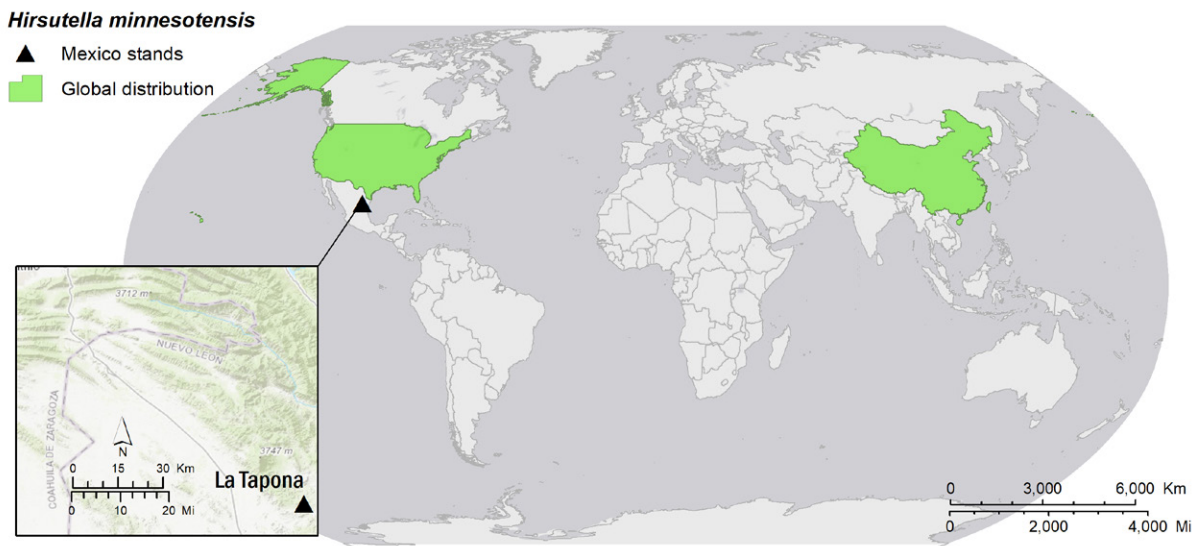 Hirsutella minnesotensis
Mexico stands
Global distribution
3712 m
NUEVO LEÓN
COAHUILA DE ZARAGOZA
N
3747 m
0 15 30 Km
0 10 20 Mi
La Tapona
0 3,000 6,000 Km
0 2,000 4,000 Mi